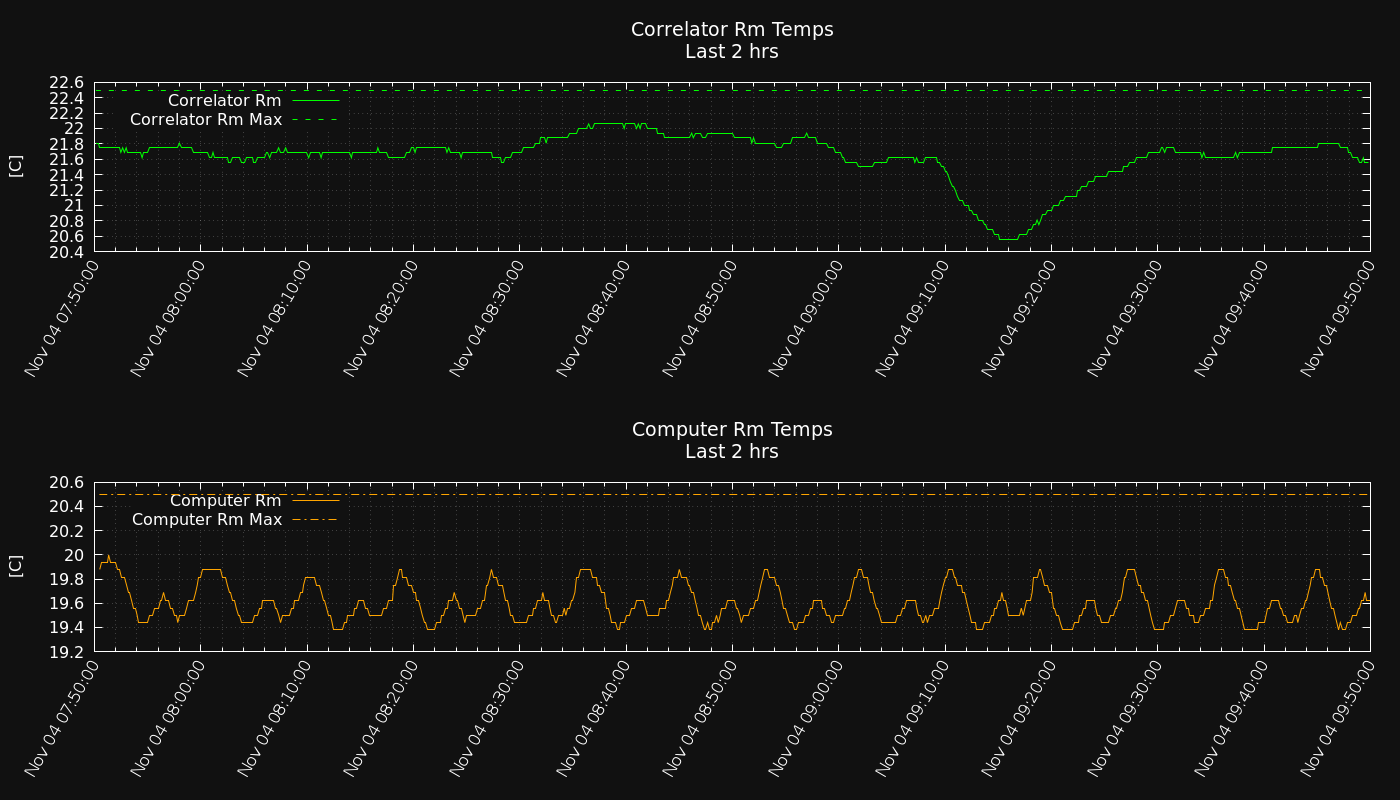 Correlator Rm Temps
Last 2 hrs
22.6
22.4
22.2
22
21.8
21.6
21.4
21.2
21
20.8
20.6
20.4
[C]
Correlator Rm
Correlator Rm Max
Nov 04 07:50:00
Nov 04 08:00:00
Nov 04 08:10:00
Nov 04 08:20:00
Nov 04 08:30:00
Nov 04 08:40:00
Nov 04 08:50:00
Nov 04 09:00:00
Nov 04 09:10:00
Nov 04 09:20:00
Nov 04 09:30:00
Nov 04 09:40:00
Nov 04 09:50:00
Computer Rm Temps
Last 2 hrs
20.6
20.4
20.2
20
19.8
19.6
19.4
19.2
[C]
Computer Rm
Computer Rm Max
Nov 04 07:50:00
Nov 04 08:00:00
Nov 04 08:10:00
Nov 04 08:20:00
Nov 04 08:30:00
Nov 04 08:40:00
Nov 04 08:50:00
Nov 04 09:00:00
Nov 04 09:10:00
Nov 04 09:20:00
Nov 04 09:30:00
Nov 04 09:40:00
Nov 04 09:50:00